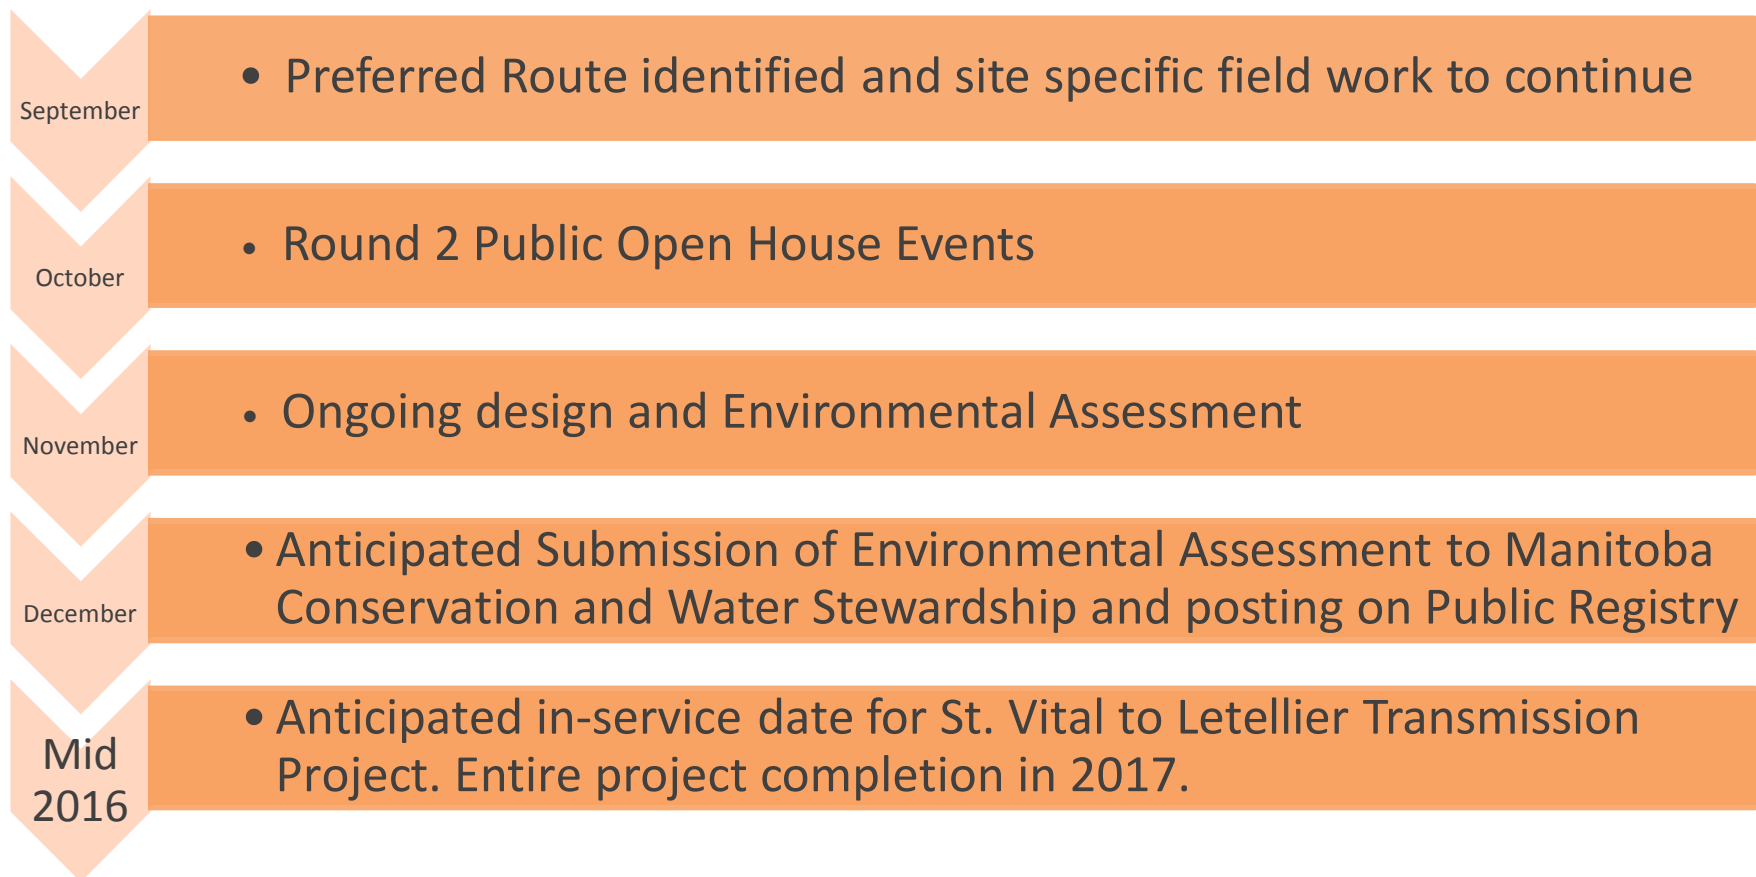 September
• Preferred Route identified and site specific field work to continue
October
• Round 2 Public Open House Events
November
• Ongoing design and Environmental Assessment
December
• Anticipated Submission of Environmental Assessment to Manitoba
Conservation and Water Stewardship and posting on Public Registry
Mid
2016
• Anticipated in-service date for St. Vital to Letellier Transmission
Project. Entire project completion in 2017.